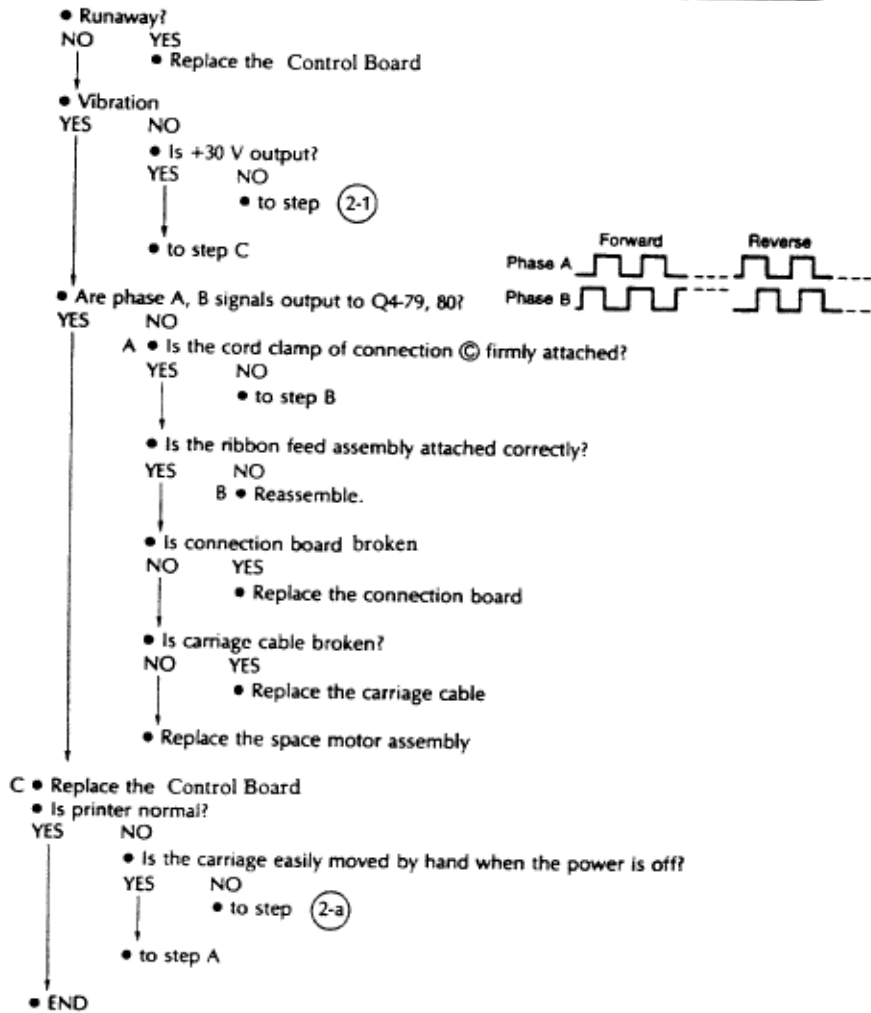 • Runaway?
NO YES
• Replace the Control Board
• Vibration
YES NO
• Is +30 V output?
YES NO
• to step 2-1
• to step C
Forward Reverse
Phase A
Phase B
• Are phase A, B signals output to Q4-79, 80?
YES NO
A • Is the cord clamp of connection Ⓒ firmly attached?
YES NO
• to step B
• Is the ribbon feed assembly attached correctly?
YES NO
B • Reassemble.
• Is connection board broken
NO YES
• Replace the connection board
• Is carriage cable broken?
NO YES
• Replace the carriage cable
• Replace the space motor assembly
C • Replace the Control Board
• Is printer normal?
YES NO
• Is the carriage easily moved by hand when the power is off?
YES NO
• to step 2-a
• to step A
• END